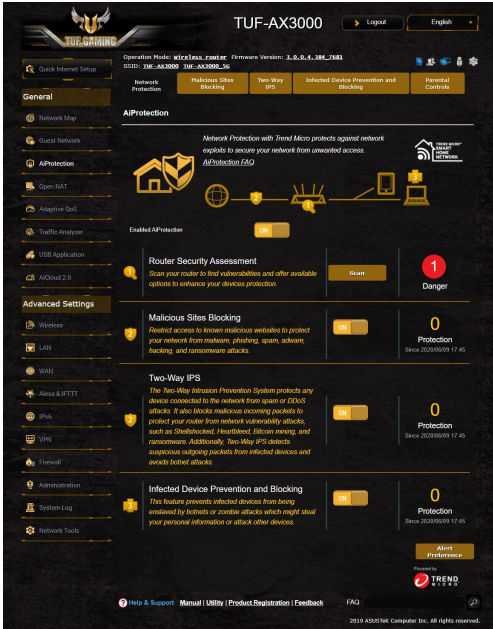 TUF GAMING
TUF-AX3000
Logout
English
Quick Internet Setup
General
Network Map
Guest Network
AiProtection
Open NAT
Adaptive QoS
Traffic Analyzer
USB Application
AiCloud 2.0
Advanced Settings
Wireless
LAN
WAN
Alexa & IFTTT
IPv6
VPN
Firewall
Administration
System Log
Network Tools
Operation Mode: Wireless router Firmware Version: 3.0.0.4.384_7681
SSID: TUF-AX3000 TUF-AX3000_5G
Network
Protection
Malicious Sites
Blocking
Two-Way
IPS
Infected Device Prevention and
Blocking
Parental
Controls
AiProtection
Network Protection with Trend Micro protects against network
exploits to secure your network from unwanted access.
AiProtection FAQ
TREND MICRO
SMART
HOME
NETWORK
2
1
3
Enabled AiProtection
ON
1
Router Security Assessment
Scan your router to find vulnerabilities and offer available
options to enhance your devices protection.
Scan
1
Danger
2
Malicious Sites Blocking
Restrict access to known malicious websites to protect
your network from malware, phishing, spam, adware,
hacking, and ransomware attacks.
ON
0
Protection
Since 2020/06/09 17:45
2
Two-Way IPS
The Two-Way Intrusion Prevention System protects any
device connected to the network from spam or DDoS
attacks. It also blocks malicious incoming packets to
protect your router from network vulnerability attacks,
such as Shellshocked, Heartbleed, Bitcoin mining, and
ransomware. Additionally, Two-Way IPS detects
suspicious outgoing packets from infected devices and
avoids botnet attacks.
ON
0
Protection
Since 2020/06/09 17:45
3
Infected Device Prevention and Blocking
This feature prevents infected devices from being
enslaved by botnets or zombie attacks which might steal
your personal information or attack other devices.
ON
0
Protection
Since 2020/06/09 17:45
Alert
Preference
Powered by
TREND
MICRO
Help & Support
Manual | Utility | Product Registration | Feedback
FAQ
2019 ASUSTeK Computer Inc. All rights reserved.